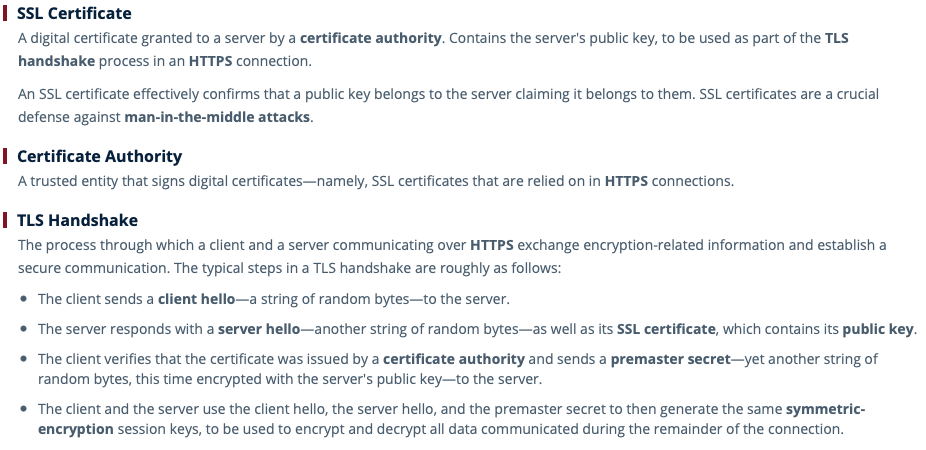 SSL Certificate
A digital certificate granted to a server by a certificate authority. Contains the server's public key, to be used as part of the TLS
handshake process in an HTTPS connection.
An SSL certificate effectively confirms that a public key belongs to the server claiming it belongs to them. SSL certificates are a crucial
defense against man-in-the-middle attacks.
Certificate Authority
A trusted entity that signs digital certificates—namely, SSL certificates that are relied on in HTTPS connections.
TLS Handshake
The process through which a client and a server communicating over HTTPS exchange encryption-related information and establish a
secure communication. The typical steps in a TLS handshake are roughly as follows:
• The client sends a client hello—a string of random bytes—to the server.
• The server responds with a server hello—another string of random bytes—as well as its SSL certificate, which contains its public key.
• The client verifies that the certificate was issued by a certificate authority and sends a premaster secret—yet another string of
random bytes, this time encrypted with the server's public key—to the server.
• The client and the server use the client hello, the server hello, and the premaster secret to then generate the same symmetric-
encryption session keys, to be used to encrypt and decrypt all data communicated during the remainder of the connection.